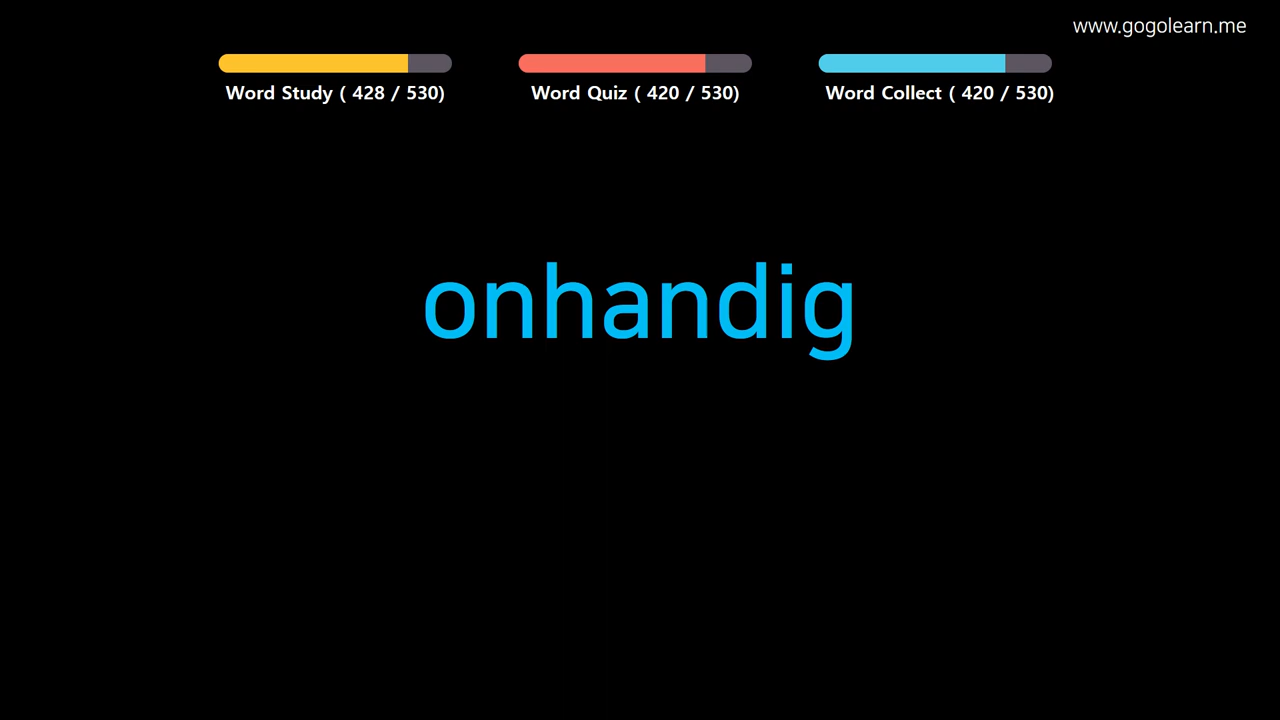 www.gogolearn.me
Word Study ( 428 / 530)
Word Quiz ( 420 / 530)
Word Collect ( 420 / 530)
onhandig